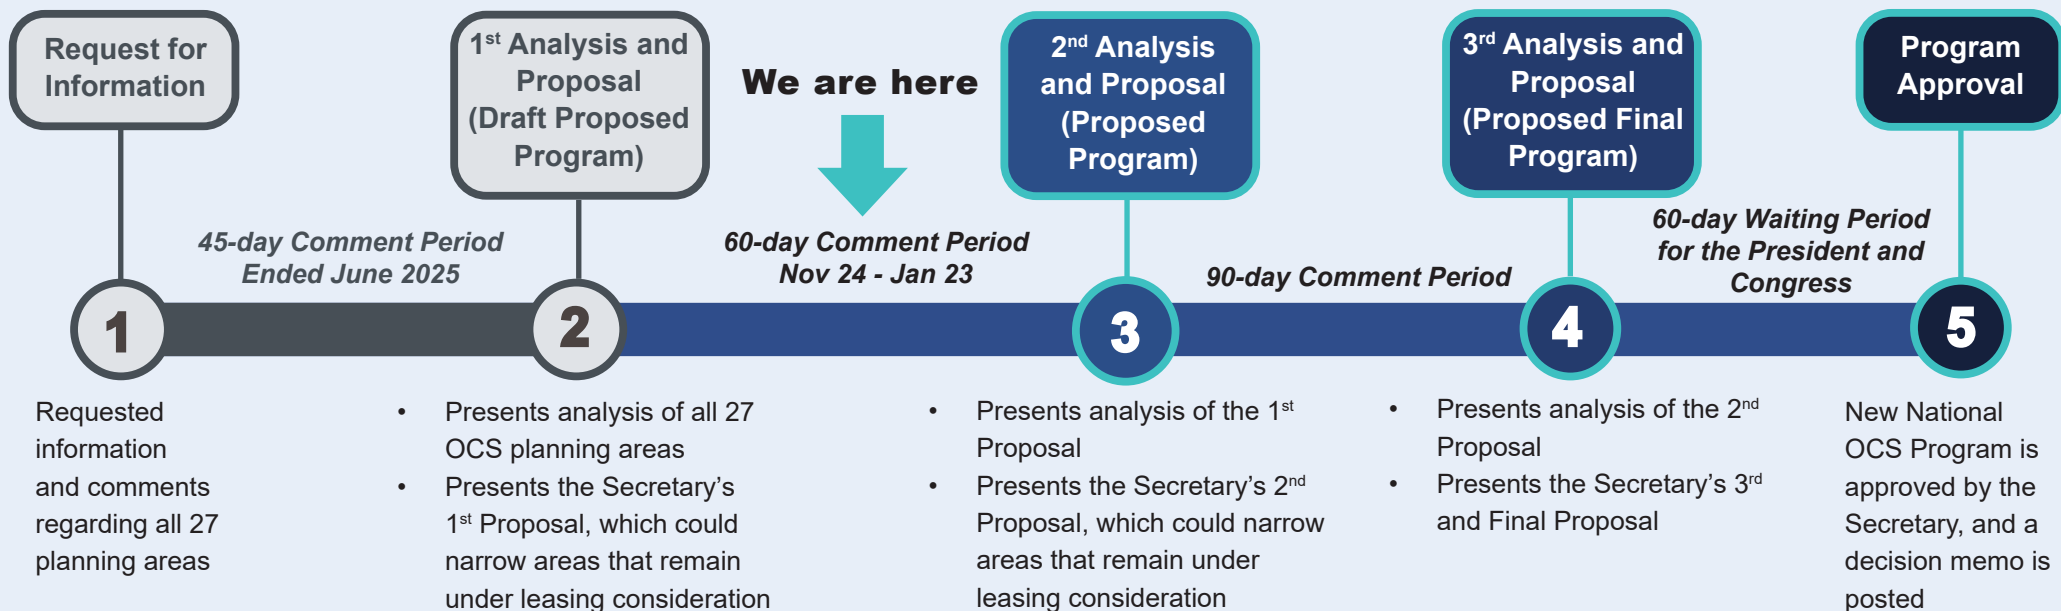 Request for
Information
1st Analysis and
Proposal
(Draft Proposed
Program)
We are here
2nd Analysis
and Proposal
(Proposed
Program)
3rd Analysis and
Proposal
(Proposed Final
Program)
Program
Approval
45-day Comment Period
Ended June 2025
60-day Comment Period
Nov 24 - Jan 23
90-day Comment Period
60-day Waiting Period
for the President and
Congress
1
2
3
4
5
Requested
information
and comments
regarding all 27
planning areas
• Presents analysis of all 27
OCS planning areas
• Presents the Secretary’s
1st Proposal, which could
narrow areas that remain
under leasing consideration
• Presents analysis of the 1st
Proposal
• Presents the Secretary’s 2nd
Proposal, which could narrow
areas that remain under
leasing consideration
• Presents analysis of the 2nd
Proposal
• Presents the Secretary’s 3rd
and Final Proposal
New National
OCS Program is
approved by the
Secretary, and a
decision memo is
posted